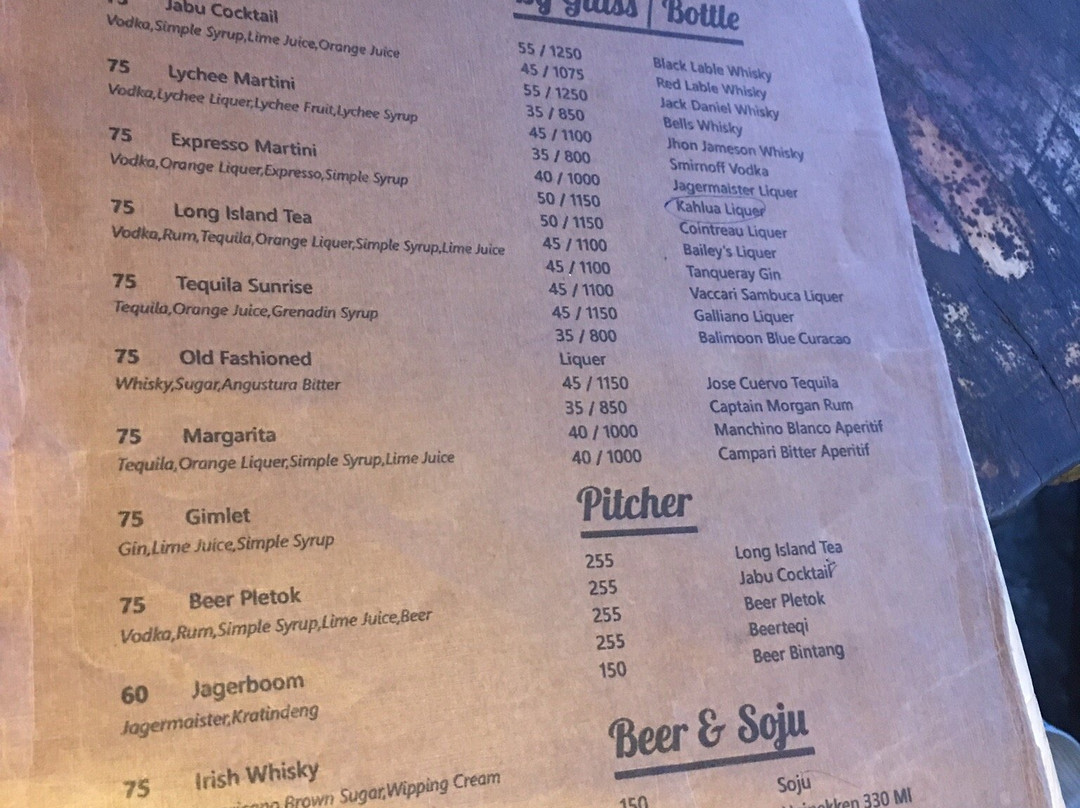 75 Jabu Cocktail
Vodka,Simple Syrup,Lime Juice,Orange Juice
75 Lychee Martini
Vodka,Lychee Liquer,Lychee Fruit,Lychee Syrup
75 Expresso Martini
Vodka,Orange Liquer,Expresso,Simple Syrup
75 Long Island Tea
Vodka,Rum,Tequila,Orange Liquer,Simple Syrup,Lime Juice
75 Tequila Sunrise
Tequila,Orange Juice,Grenadin Syrup
75 Old Fashioned
Whisky,Sugar,Angustura Bitter
75 Margarita
Tequila,Orange Liquer,Simple Syrup,Lime Juice
75 Gimlet
Gin,Lime Juice,Simple Syrup
75 Beer Pletok
Vodka,Rum,Simple Syrup,Lime Juice,Beer
60 Jagerboom
Jagermaister,Kratindeng
75 Irish Whisky
Brown Sugar,Wipping Cream
By glass | Bottle
55 / 1250 Black Lable Whisky
45 / 1075 Red Lable Whisky
55 / 1250 Jack Daniel Whisky
35 / 850 Bells Whisky
45 / 1100 Jhon Jameson Whisky
35 / 800 Smirnoff Vodka
40 / 1000 Jagermaister Liquer
50 / 1150 Kahlua Liquer
50 / 1150 Cointreau Liquer
45 / 1100 Bailey's Liquer
45 / 1100 Tanqueray Gin
45 / 1100 Vaccari Sambuca Liquer
45 / 1150 Galliano Liquer
35 / 800 Balimoon Blue Curacao
Liquer
45 / 1150 Jose Cuervo Tequila
35 / 850 Captain Morgan Rum
40 / 1000 Manchino Blanco Aperitif
40 / 1000 Campari Bitter Aperitif
Pitcher
255 Long Island Tea
255 Jabu Cocktail
255 Beer Pletok
255 Beerteqi
150 Beer Bintang
Beer & Soju
150 Soju
330 Ml